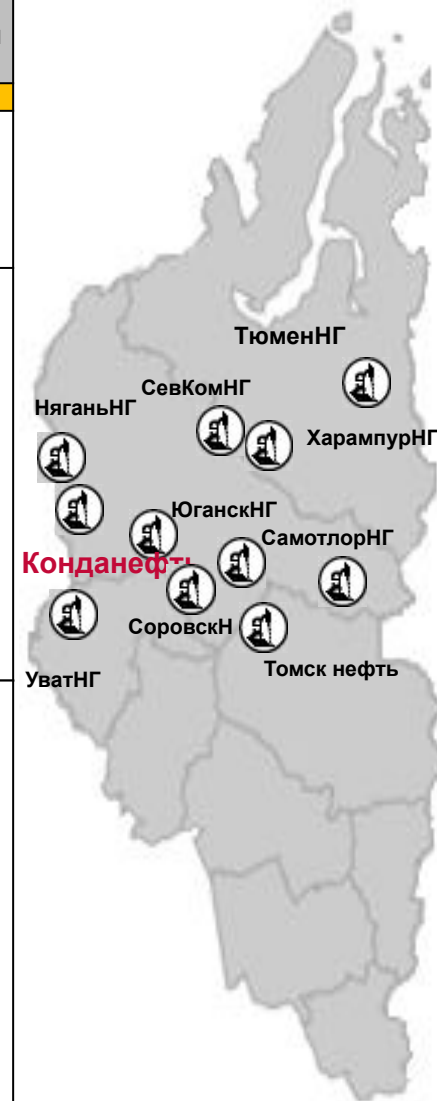 ТюменНГ
СевКомНГ
НяганьНГ
ХарампурНГ
ЮганскНГ
СамотлорНГ
Конданефть
СоровскН
Томск нефть
УватНГ